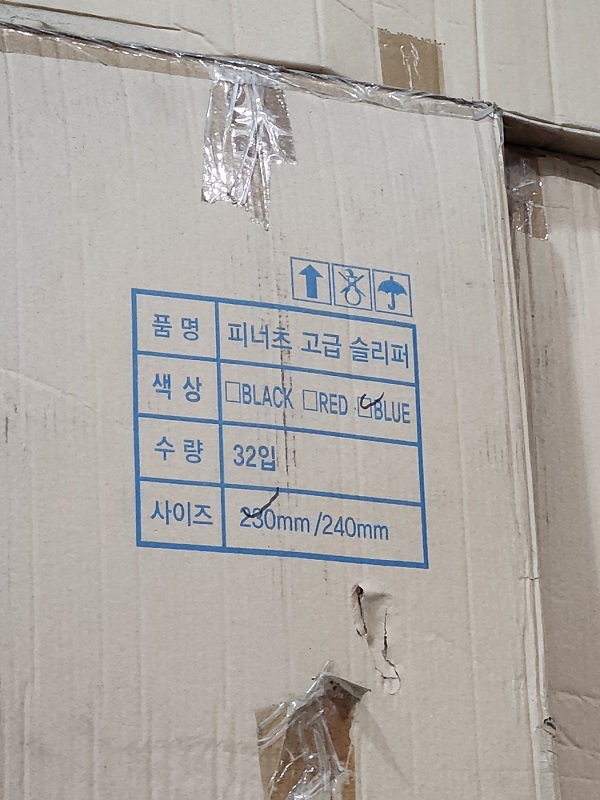 품명 피너츠 고급 슬리퍼
색상 □BLACK □RED ☑BLUE
수량 32입
사이즈 230mm/240mm